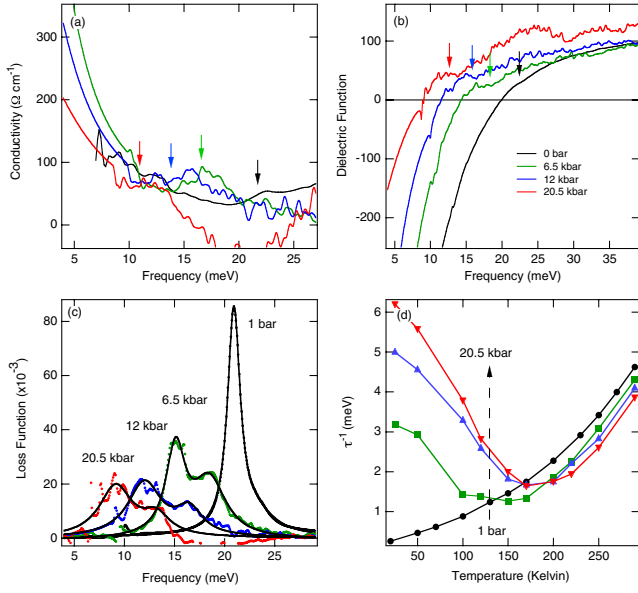 (a)
300
200
100
0
Conductivity (Ω cm⁻¹)
5
10
15
20
25
Frequency (meV)
(b)
100
0
-100
-200
Dielectric Function
0 bar
6.5 kbar
12 kbar
20.5 kbar
5
10
15
20
25
30
35
Frequency (meV)
(c)
80
60
40
20
0
Loss Function (x10⁻³)
1 bar
6.5 kbar
12 kbar
20.5 kbar
5
10
15
20
25
Frequency (meV)
(d)
6
5
4
3
2
1
τ⁻¹ (meV)
20.5 kbar
1 bar
50
100
150
200
250
Temperature (Kelvin)